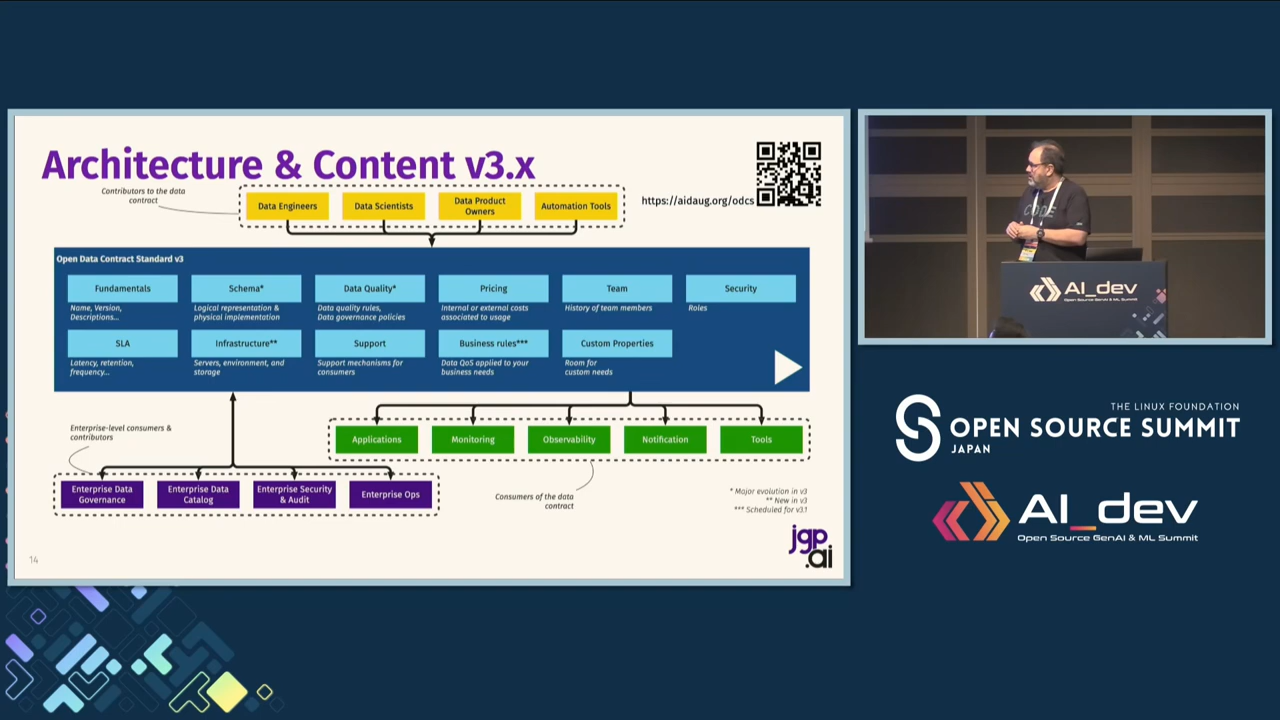 Architecture & Content v3.x
Contributors to the data
contract
Data Engineers
Data Scientists
Data Product
Owners
Automation Tools
https://aidaug.org/odcs
Open Data Contract Standard v3
Fundamentals
Name, Version,
Descriptions...
Schema*
Logical representation &
physical implementation
Data Quality*
Data quality rules,
Data governance policies
Pricing
Internal or external costs
associated to usage
Team
History of team members
Security
Roles
SLA
Latency, retention,
frequency...
Infrastructure**
Servers, environment, and
storage
Support
Support mechanisms for
consumers
Business rules***
Data QoS applied to your
business needs
Custom Properties
Room for
custom needs
Enterprise-level consumers &
contributors
Applications
Monitoring
Observability
Notification
Tools
Enterprise Data
Governance
Enterprise Data
Catalog
Enterprise Security
& Audit
Enterprise Ops
Consumers of the data
contract
* Major evolution in v3
** New in v3
*** Scheduled for v3.1
14
jgp
.ai
CODE
AI_dev
Open Source GenAI & ML Summit
THE LINUX FOUNDATION
OPEN SOURCE SUMMIT
JAPAN
AI_dev
Open Source GenAI & ML Summit